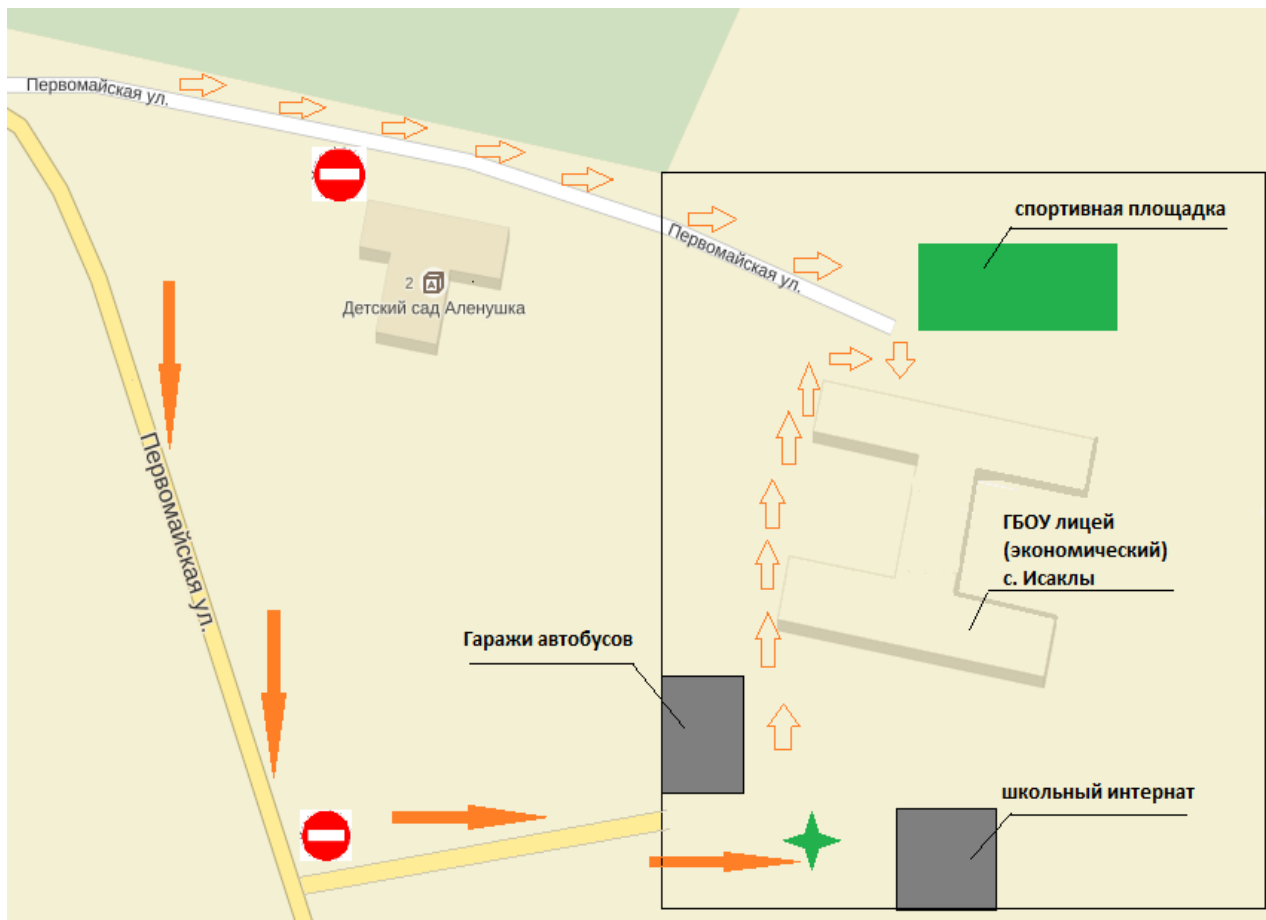 Первомайская ул.
спортивная площадка
Первомайская ул.
2
Детский сад Аленушка
Первомайская ул.
ГБОУ лицей
(экономический)
с. Исаклы
Гаражи автобусов
школьный интернат